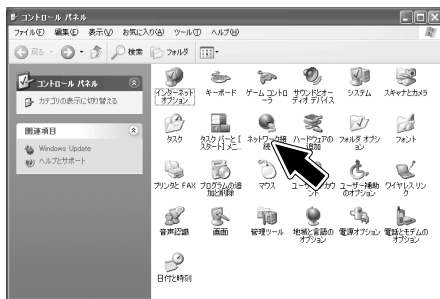 コントロール パネル
ファイル(F) 編集(E) 表示(V) お気に入り(A) ツール(T) ヘルプ(H)
戻る 検索 フォルダ
コントロール パネル
カテゴリの表示に切り替える
関連項目
Windows Update
ヘルプとサポート
インターネット
オプション
キーボード
ゲーム コントロ
ーラ
サウンドとオー
ディオ デバイス
システム
スキャナとカメラ
タスク
タスク バーと [
スタート] メニ...
ネットワーク接
続
ハードウェアの
追加
フォルダ オプシ
ョン
フォント
プリンタと FAX
プログラムの追
加と削除
マウス
ユーザー補助
のオプション
ワイヤレスリン
ク
音声認識
画面
管理ツール
地域と言語の
オプション
電源オプション
電話とモデムの
オプション
日付と時刻